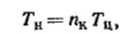 Tн = nк Tц,